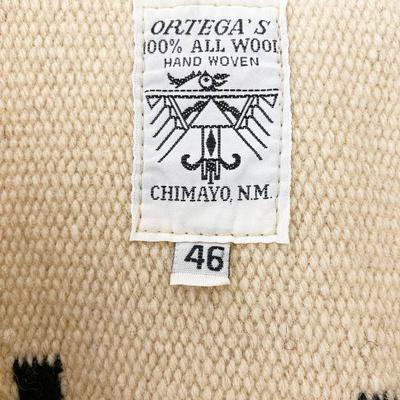 ORTEGA'S
100% ALL WOOL
HAND WOVEN
CHIMAYO, N.M.
46